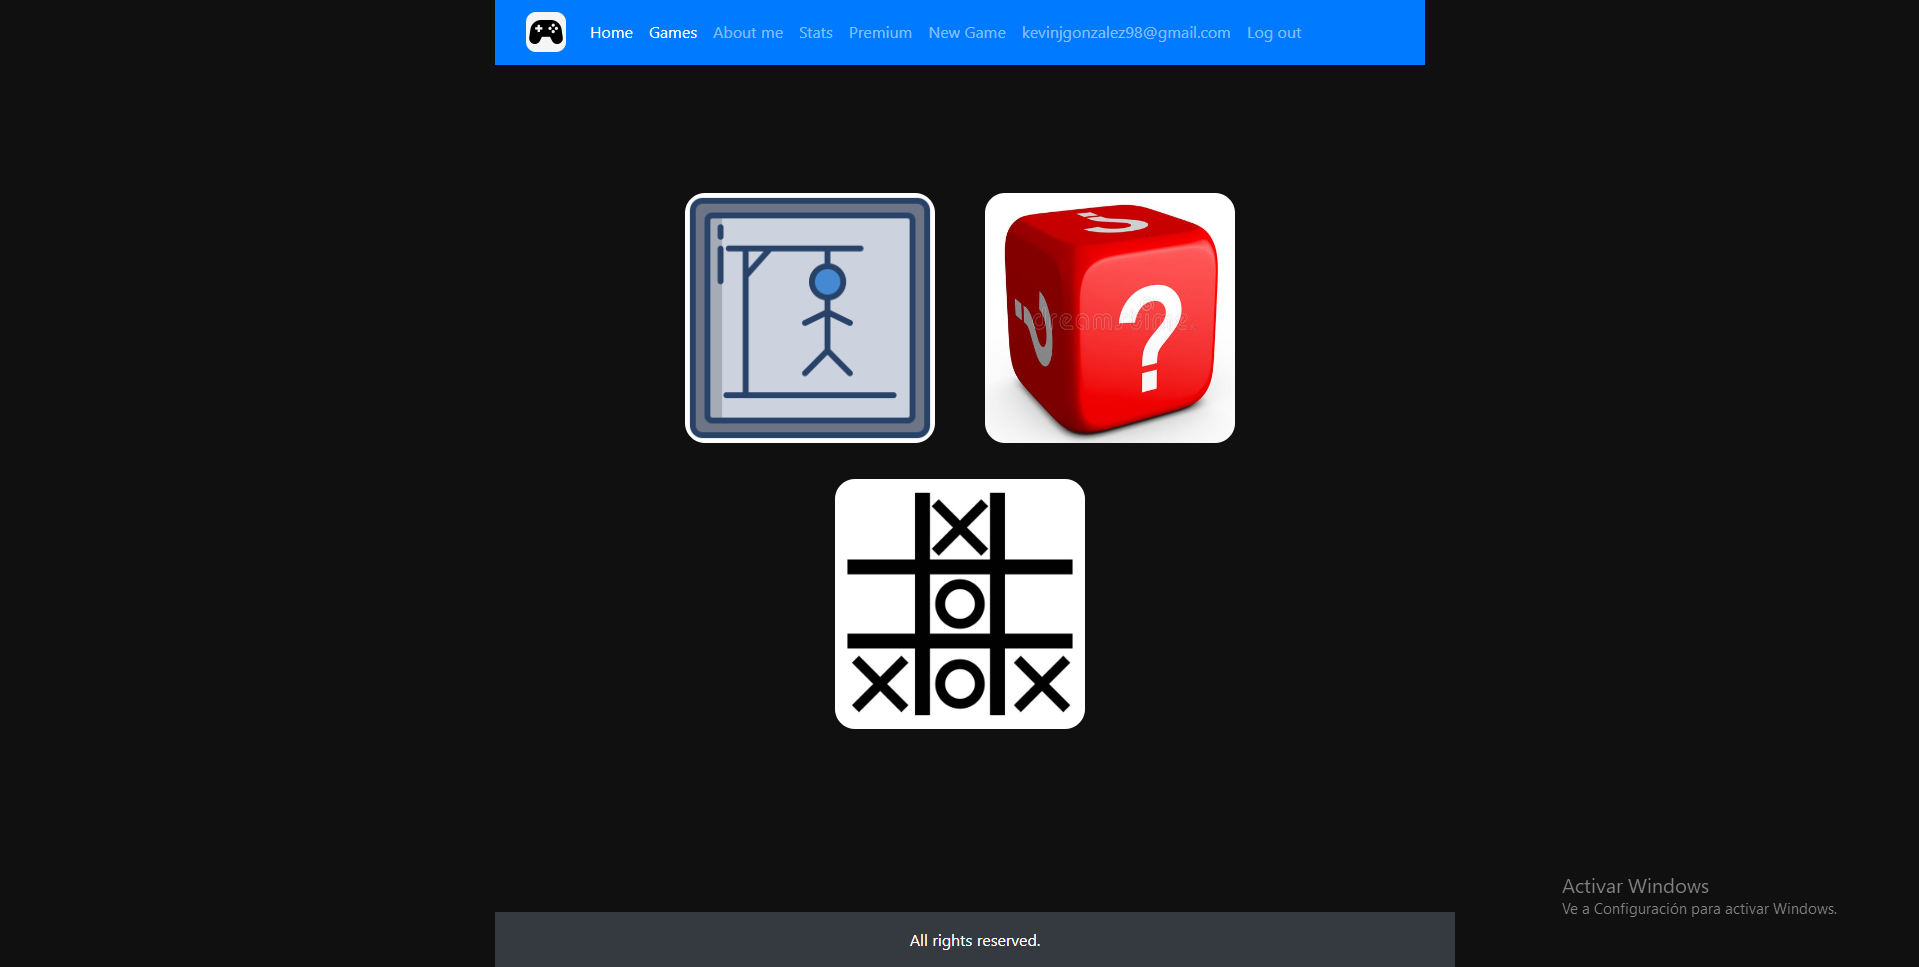 Home Games About me Stats Premium New Game kevinjgonzalez98@gmail.com Log out
?
?
?
dreamstime.
Activar Windows
Ve a Configuración para activar Windows.
All rights reserved.